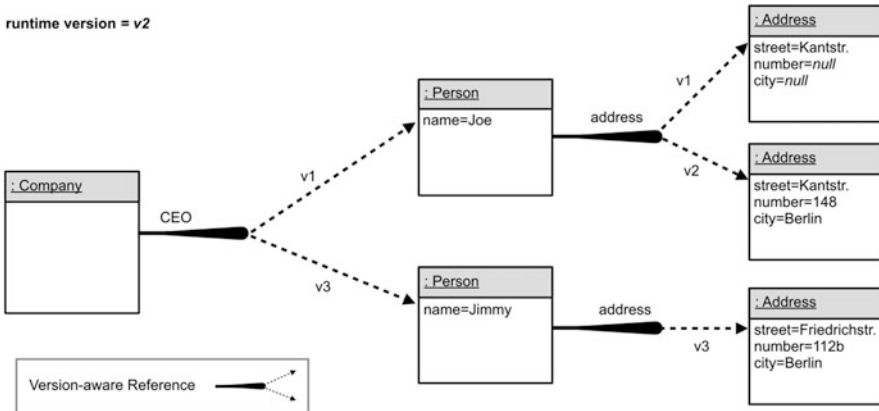 runtime version = v2
: Address
street=Kantstr.
number=null
city=null
v1
: Person
name=Joe
address
v2
: Address
street=Kantstr.
number=148
city=Berlin
: Company
CEO
v1
v3
: Person
name=Jimmy
address
v3
: Address
street=Friedrichstr.
number=112b
city=Berlin
Version-aware Reference